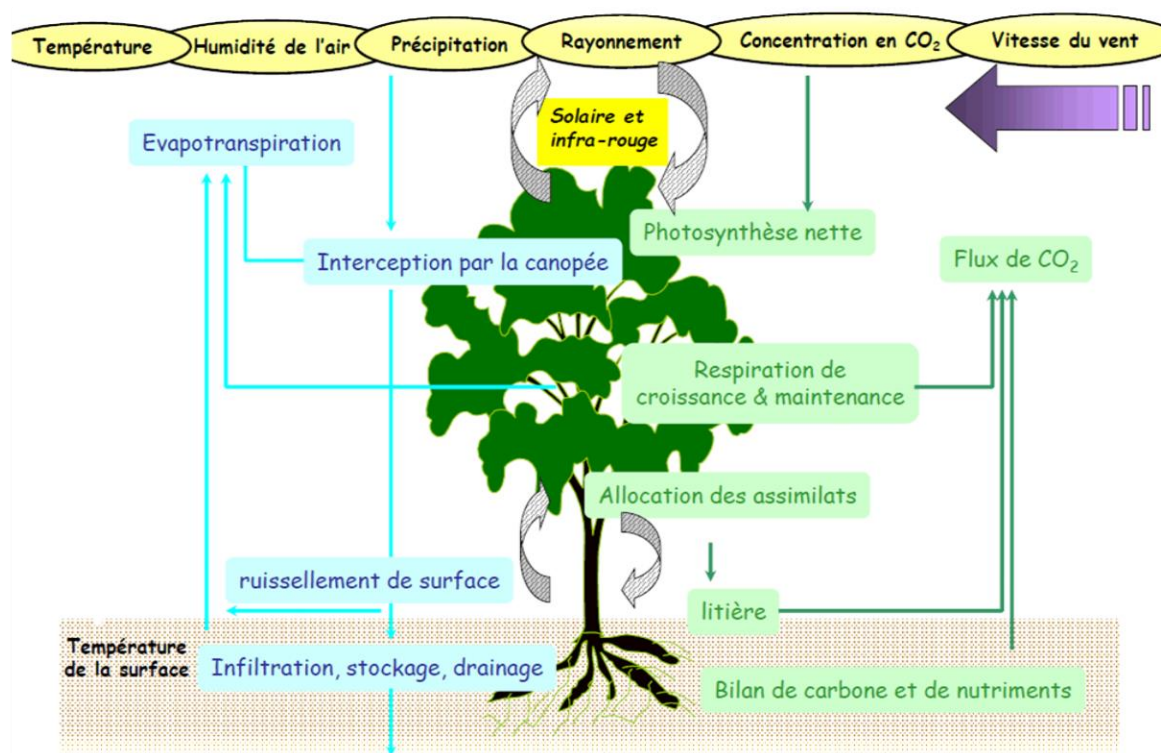 Température
Humidité de l'air
Précipitation
Rayonnement
Concentration en CO₂
Vitesse du vent
Solaire et
infra-rouge
Evapotranspiration
Photosynthèse nette
Interception par la canopée
Flux de CO₂
Respiration de
croissance & maintenance
Allocation des assimilats
ruissellement de surface
litière
Température
de la surface
Infiltration, stockage, drainage
Bilan de carbone et de nutriments